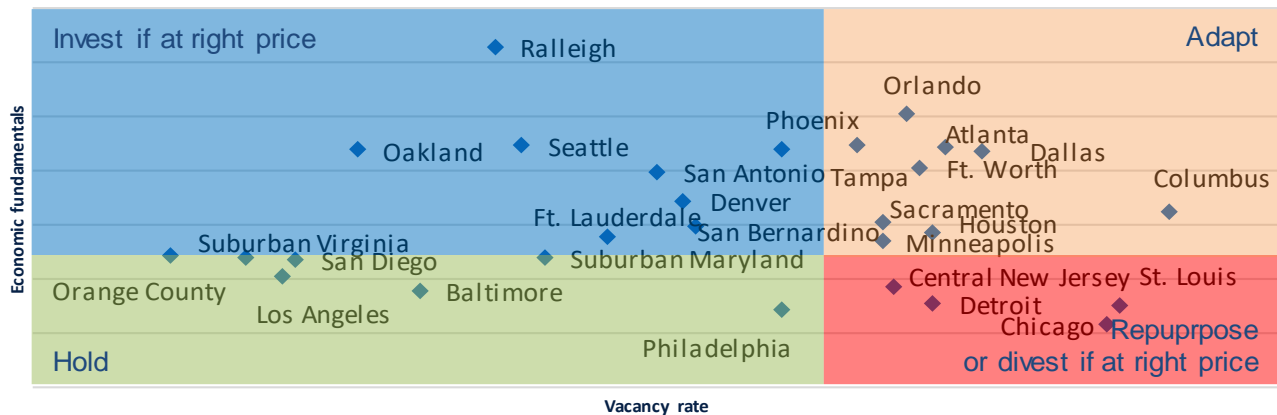 Invest if at right price
Adapt
Ralleigh
Orlando
Phoenix
Atlanta
Oakland
Seattle
Dallas
San Antonio
Tampa
Ft. Worth
Columbus
Denver
Ft. Lauderdale
Sacramento
San Bernardino
Houston
Minneapolis
Suburban Virginia
San Diego
Suburban Maryland
Orange County
Baltimore
Los Angeles
Central New Jersey
St. Louis
Detroit
Chicago
Philadelphia
Hold
Repuprpose
or divest if at right price
Economic fundamentals
Vacancy rate